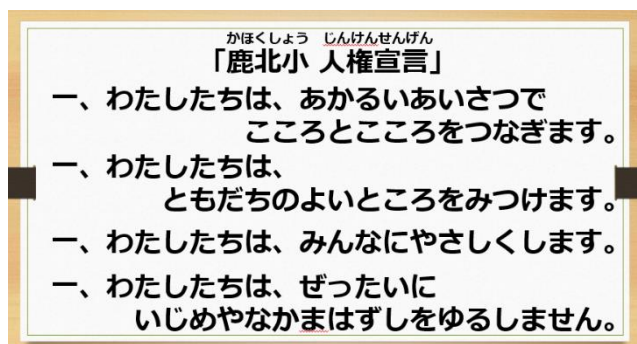 かほくしょう じんけんせんげん
「鹿北小 人権宣言」
一、わたしたちは、あかるいあいさつで
こころとこころをつなぎます。
一、わたしたちは、
ともだちのよいところをみつけます。
一、わたしたちは、みんなにやさしくします。
一、わたしたちは、ぜったいに
いじめやなかまはずしをゆるしません。